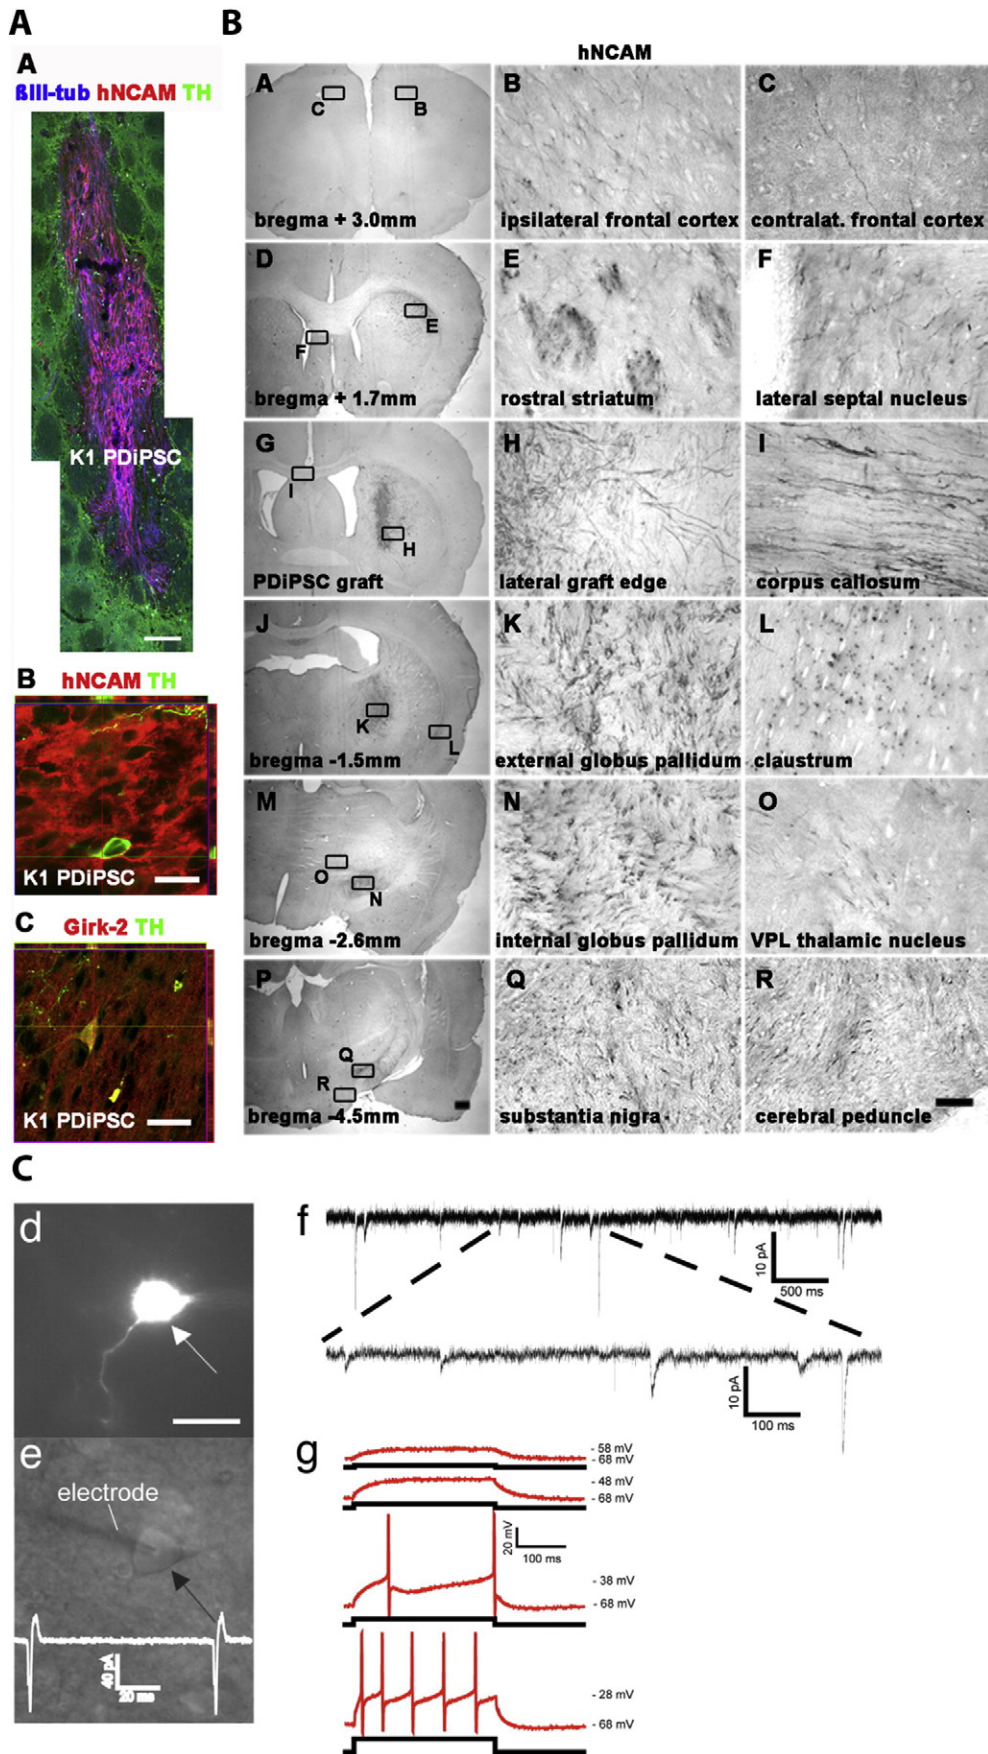 A
B
A
ßIII-tub hNCAM TH
K1 PDiPSC
B
hNCAM TH
K1 PDiPSC
C
Girk-2 TH
K1 PDiPSC
hNCAM
A
C
B
bregma + 3.0mm
B
ipsilateral frontal cortex
C
contralat. frontal cortex
D
F
E
bregma + 1.7mm
E
rostral striatum
F
lateral septal nucleus
G
I
H
PDiPSC graft
H
lateral graft edge
I
corpus callosum
J
K
L
bregma -1.5mm
K
external globus pallidum
L
claustrum
M
O
N
bregma -2.6mm
N
internal globus pallidum
O
VPL thalamic nucleus
P
Q
R
bregma -4.5mm
Q
substantia nigra
R
cerebral peduncle
C
d
e
electrode
40 pA
20 ms
f
10 pA
500 ms
10 pA
100 ms
g
- 58 mV
- 68 mV
- 48 mV
- 68 mV
20 mV
100 ms
- 38 mV
- 68 mV
- 28 mV
- 68 mV